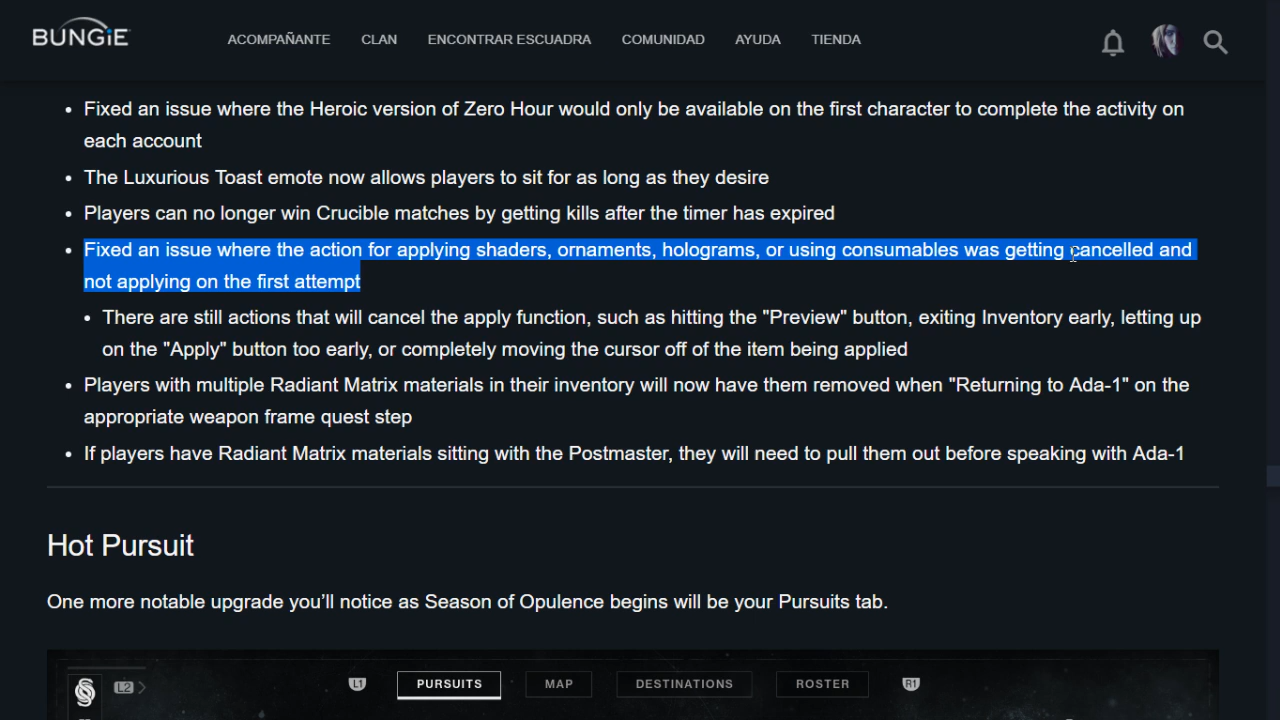 BUNGiE
ACOMPAÑANTE CLAN ENCONTRAR ESCUADRA COMUNIDAD AYUDA TIENDA
• Fixed an issue where the Heroic version of Zero Hour would only be available on the first character to complete the activity on
each account
• The Luxurious Toast emote now allows players to sit for as long as they desire
• Players can no longer win Crucible matches by getting kills after the timer has expired
• Fixed an issue where the action for applying shaders, ornaments, holograms, or using consumables was getting cancelled and
not applying on the first attempt
• There are still actions that will cancel the apply function, such as hitting the "Preview" button, exiting Inventory early, letting up
on the "Apply" button too early, or completely moving the cursor off of the item being applied
• Players with multiple Radiant Matrix materials in their inventory will now have them removed when "Returning to Ada-1" on the
appropriate weapon frame quest step
• If players have Radiant Matrix materials sitting with the Postmaster, they will need to pull them out before speaking with Ada-1
Hot Pursuit
One more notable upgrade you’ll notice as Season of Opulence begins will be your Pursuits tab.
L2 L1 PURSUITS MAP DESTINATIONS ROSTER R1